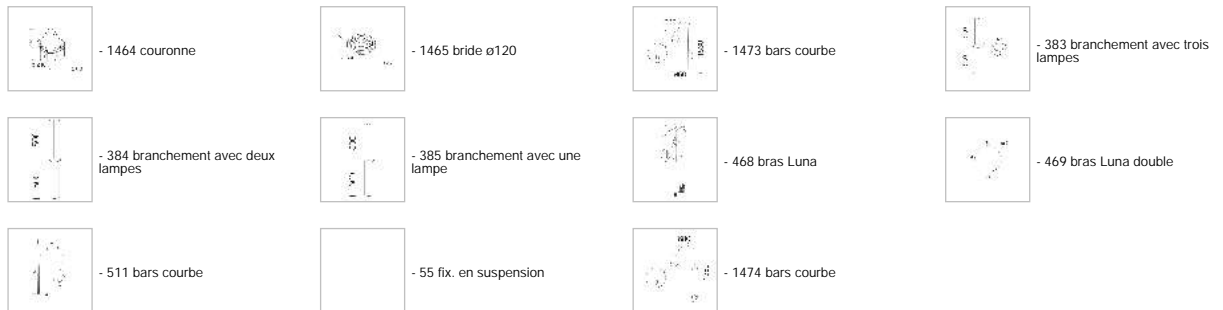 - 1464 couronne
- 1465 bride ø120
- 1473 bars courbe
- 383 branchement avec trois
lampes
- 384 branchement avec deux
lampes
- 385 branchement avec une
lampe
- 468 bras Luna
- 469 bras Luna double
- 511 bars courbe
- 55 fix. en suspension
- 1474 bars courbe